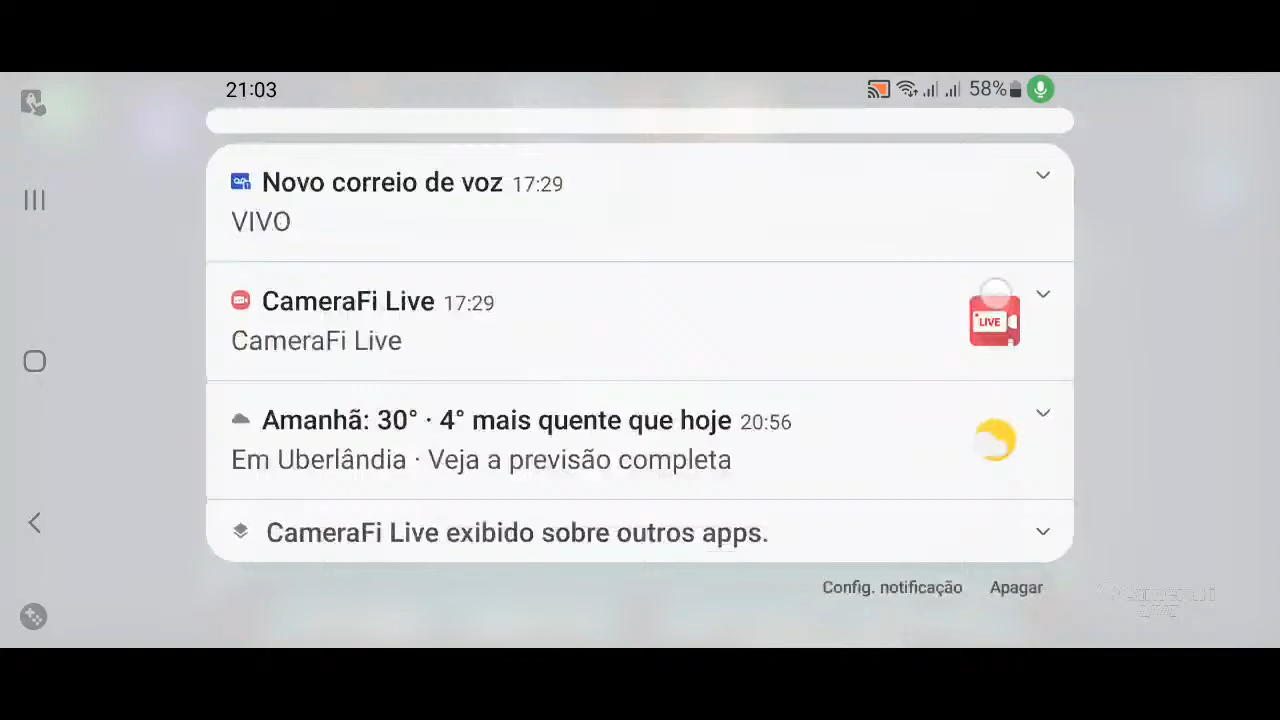 21:03
58%
Novo correio de voz 17:29
VIVO
CameraFi Live 17:29
CameraFi Live
LIVE
Amanhã: 30° · 4° mais quente que hoje 20:56
Em Uberlândia · Veja a previsão completa
CameraFi Live exibido sobre outros apps.
Config. notificação Apagar